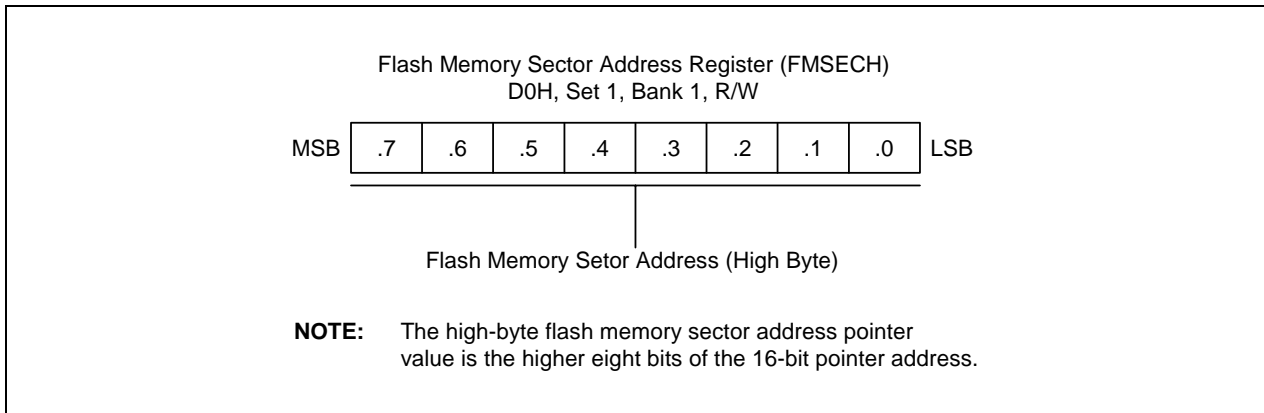 Flash Memory Sector Address Register (FMSECH)
D0H, Set 1, Bank 1, R/W
MSB .7 .6 .5 .4 .3 .2 .1 .0 LSB
Flash Memory Setor Address (High Byte)
NOTE: The high-byte flash memory sector address pointer
value is the higher eight bits of the 16-bit pointer address.